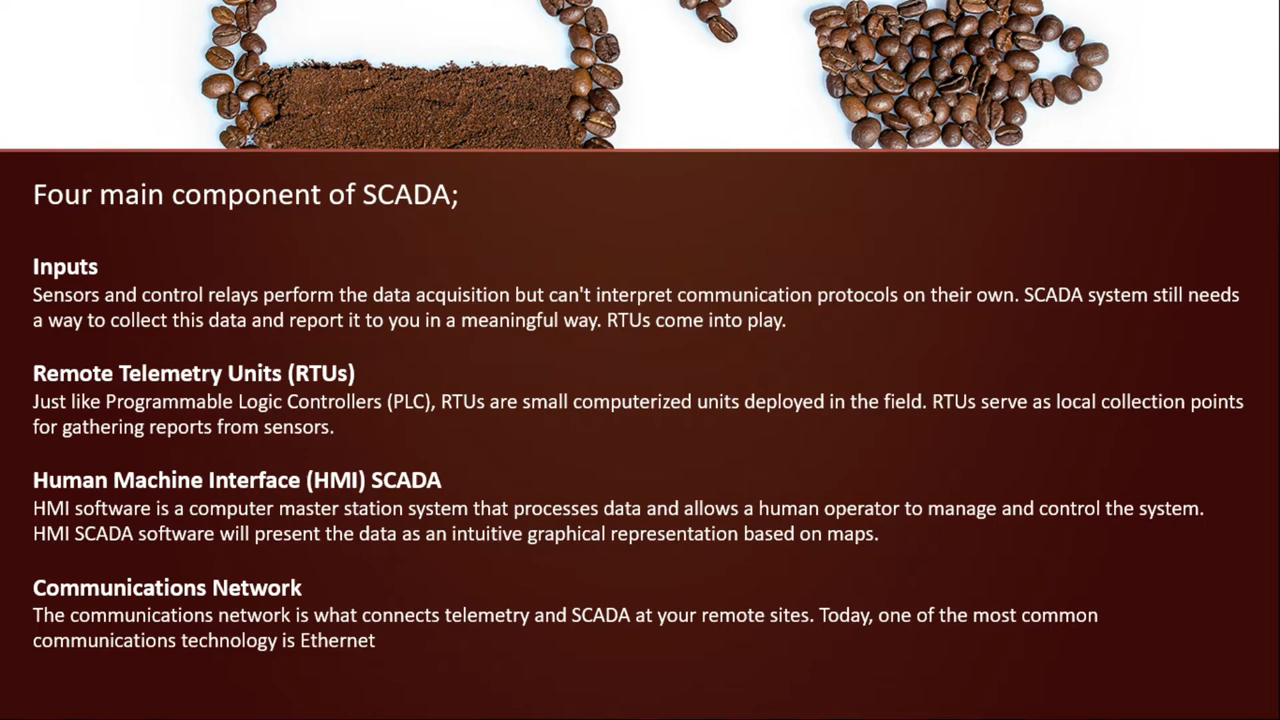 Four main component of SCADA;
Inputs
Sensors and control relays perform the data acquisition but can't interpret communication protocols on their own. SCADA system still needs
a way to collect this data and report it to you in a meaningful way. RTUs come into play.
Remote Telemetry Units (RTUs)
Just like Programmable Logic Controllers (PLC), RTUs are small computerized units deployed in the field. RTUs serve as local collection points
for gathering reports from sensors.
Human Machine Interface (HMI) SCADA
HMI software is a computer master station system that processes data and allows a human operator to manage and control the system.
HMI SCADA software will present the data as an intuitive graphical representation based on maps.
Communications Network
The communications network is what connects telemetry and SCADA at your remote sites. Today, one of the most common
communications technology is Ethernet